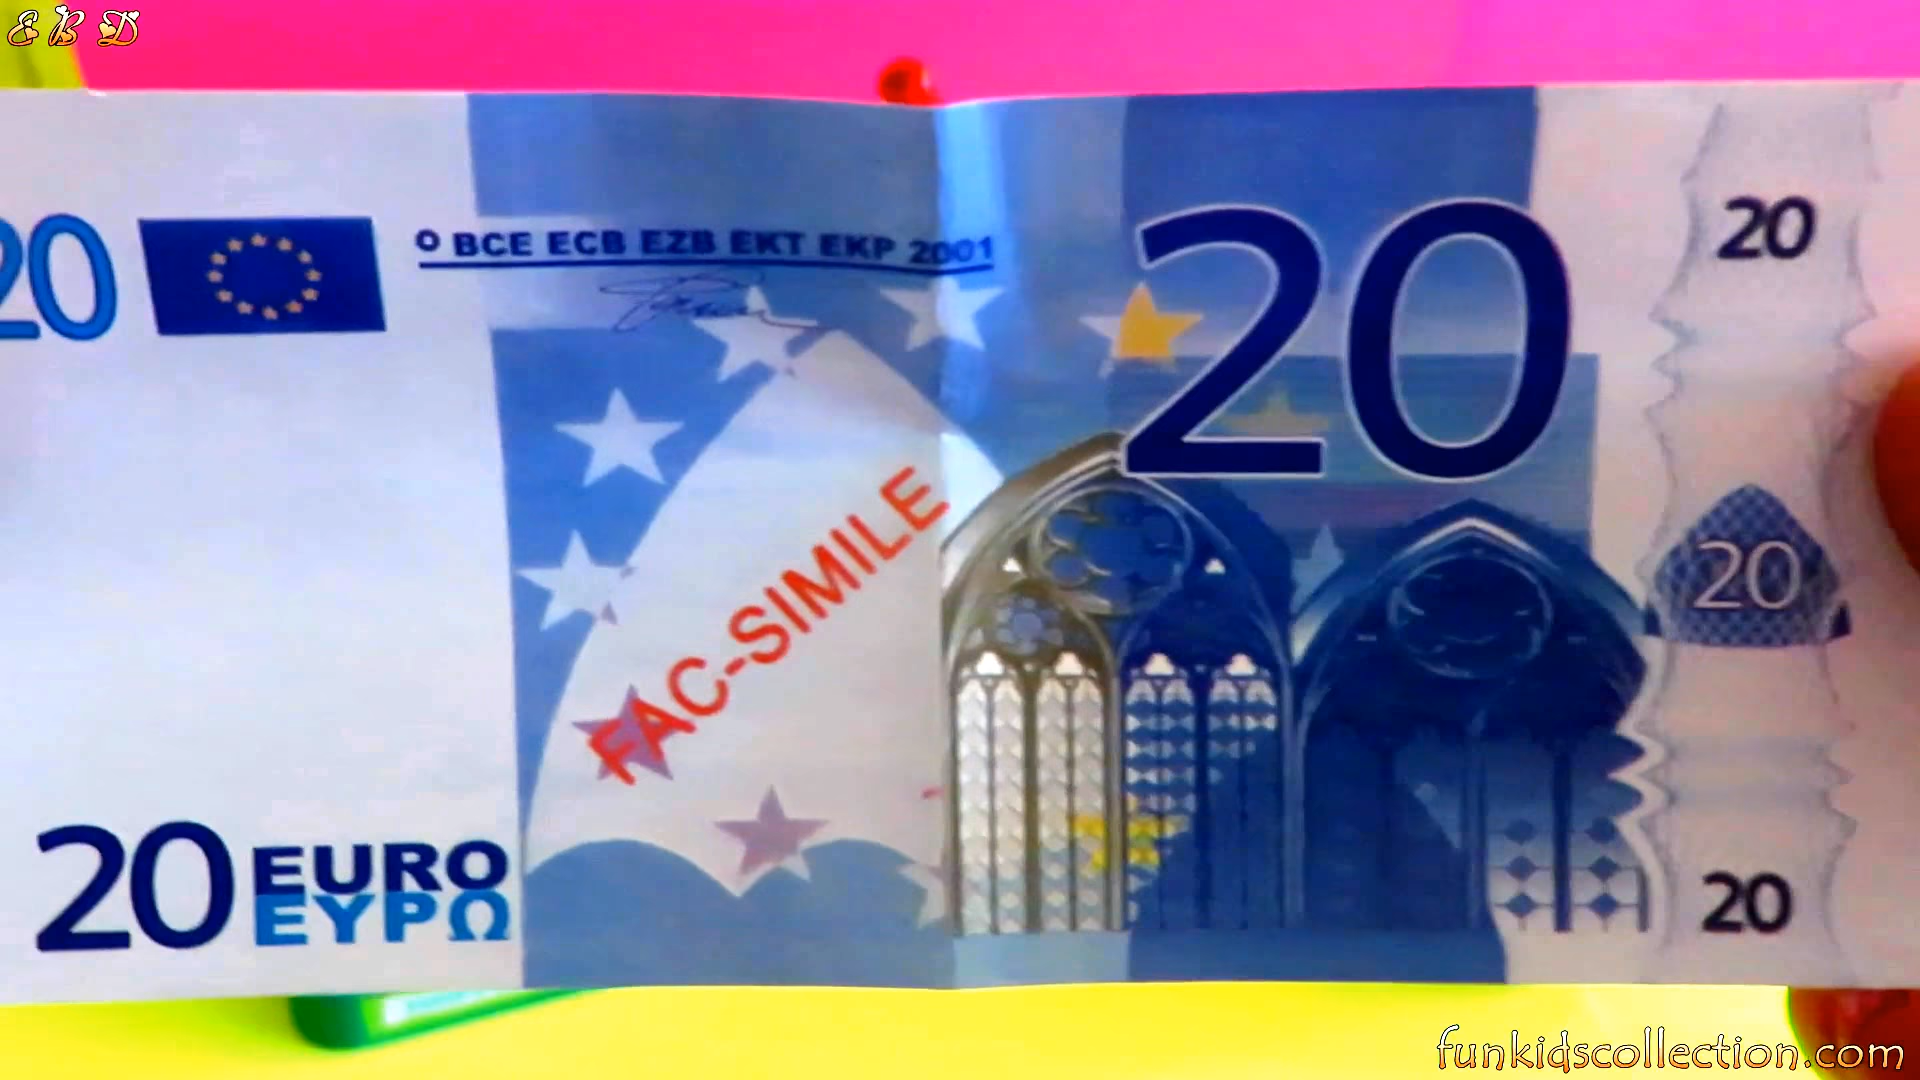 EBD
20
BCE ECB EZB EKT EKP 2001
20
20
FAC-SIMILE
20
20 EURO
ΕΥΡΩ
20
funkidscollection.com